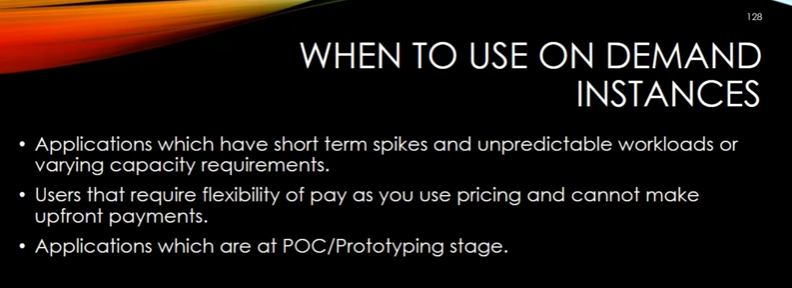 128
WHEN TO USE ON DEMAND
INSTANCES
• Applications which have short term spikes and unpredictable workloads or
varying capacity requirements.
• Users that require flexibility of pay as you use pricing and cannot make
upfront payments.
• Applications which are at POC/Prototyping stage.